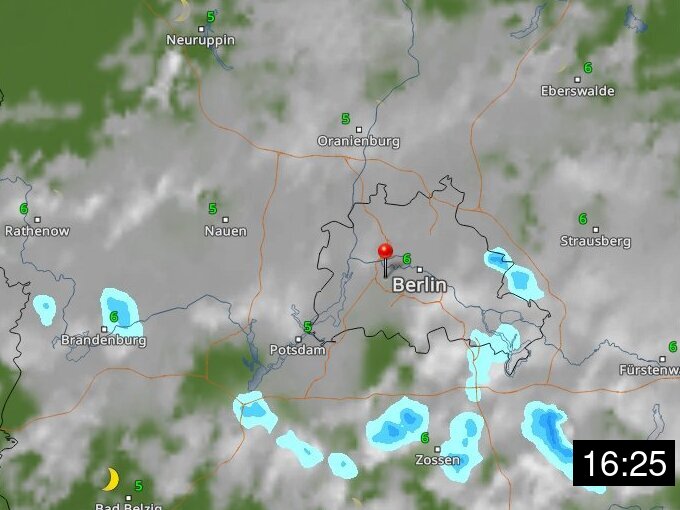 5
Neuruppin
6
Eberswalde
5
Oranienburg
6
Rathenow
5
Nauen
6
Strausberg
6
Berlin
6
Brandenburg
5
Potsdam
6
Fürstenwa
6
Zossen
16:25
5
Bad Belzig